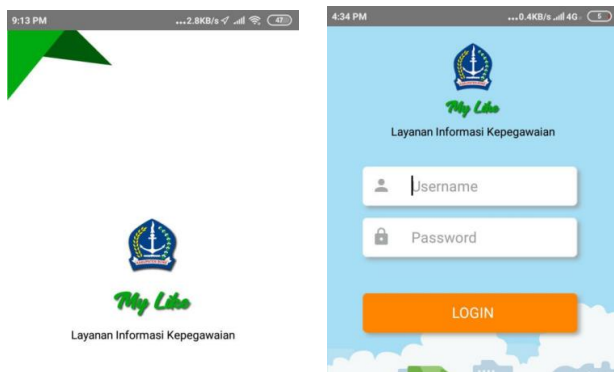 9:13 PM
...2.8KB/s
47
My Like
Layanan Informasi Kepegawaian
4:34 PM
...0.4KB/s
4G
5
My Like
Layanan Informasi Kepegawaian
Username
Password
LOGIN